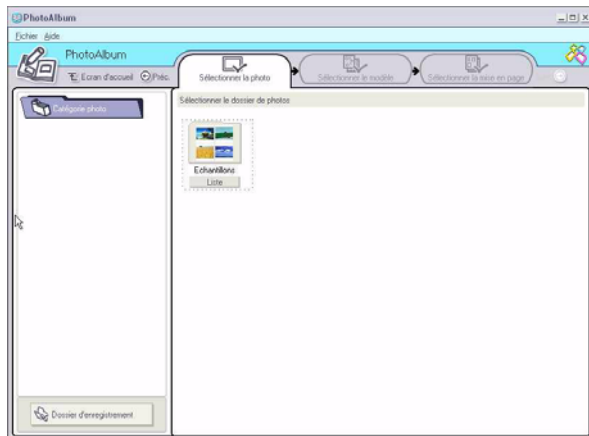 PhotoAlbum
Fichier Aide
PhotoAlbum
Ecran d'accueil Préc.
Sélectionner la photo
Sélectionner le modèle
Sélectionner la mise en page
Catégorie photo
Sélectionner le dossier de photos
Echantillons
Liste
Dossier d'enregistrement